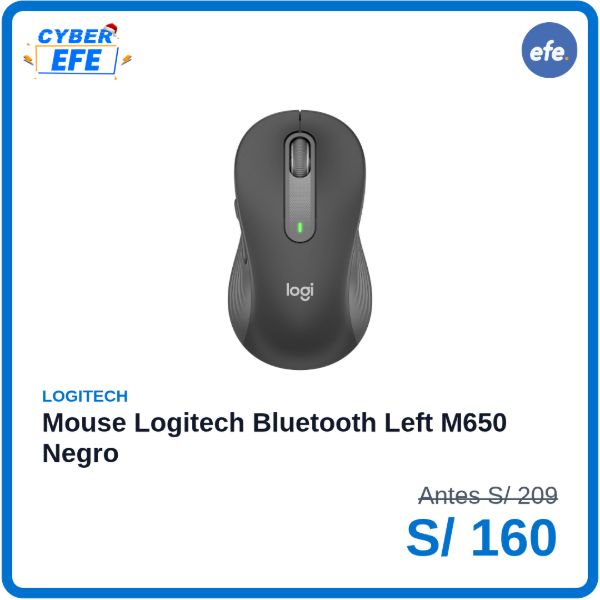 CYBER
EFE
efe.
logi
LOGITECH
Mouse Logitech Bluetooth Left M650
Negro
Antes S/ 209
S/ 160